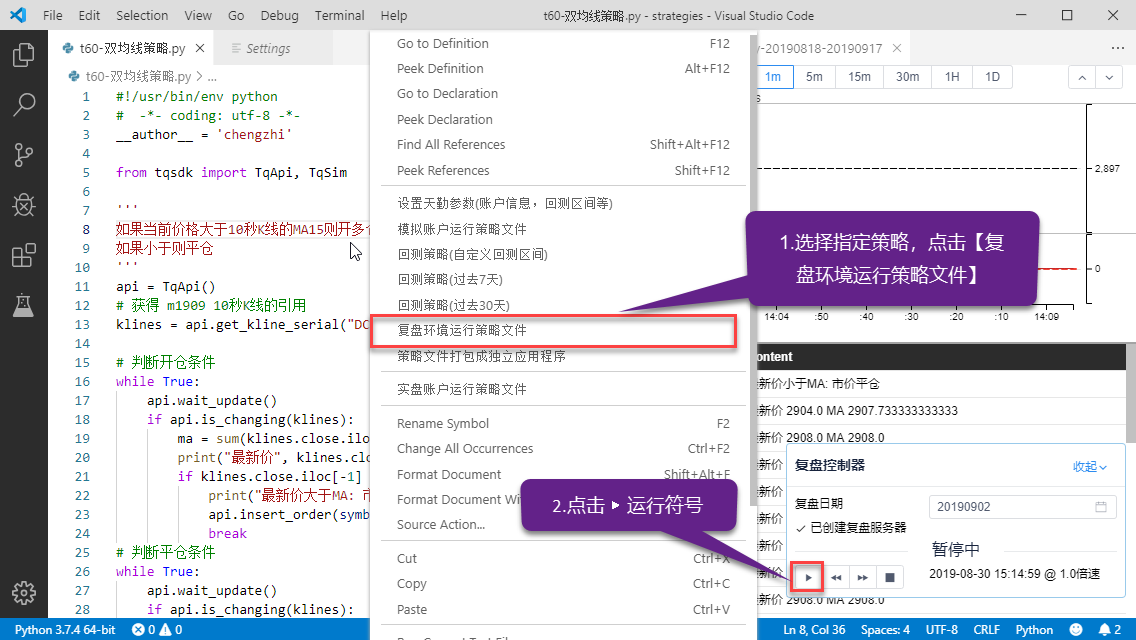 File Edit Selection View Go Debug Terminal Help t60-双均线策略.py - strategies - Visual Studio Code
t60-双均线策略.py
Settings
-20190818-20190917
t60-双均线策略.py > ...
1 #!/usr/bin/env python
2 # -*- coding: utf-8 -*-
3 __author__ = 'chengzhi'
4
5 from tqsdk import TqApi, TqSim
6
7 '''
8 如果当前价格大于10秒K线的MA15则开多
9 如果小于则平仓
10 '''
11 api = TqApi()
12 # 获得 m1909 10秒K线的引用
13 klines = api.get_kline_serial("DC
14
15 # 判断开仓条件
16 while True:
17 api.wait_update()
18 if api.is_changing(klines):
19 ma = sum(klines.close.ilo
20 print("最新价", klines.clo
21 if klines.close.iloc[-1]
22 print("最新价大于MA: 市
23 api.insert_order(symb
24 break
25 # 判断平仓条件
26 while True:
27 api.wait_update()
28 if api.is_changing(klines):
Go to Definition F12
Peek Definition Alt+F12
Go to Declaration
Peek Declaration
Find All References Shift+Alt+F12
Peek References Shift+F12
设置天勤参数(账户信息，回测区间等)
模拟账户运行策略文件
回测策略(自定义回测区间)
回测策略(过去7天)
回测策略(过去30天)
复盘环境运行策略文件
策略文件打包成独立应用程序
实盘账户运行策略文件
Rename Symbol F2
Change All Occurrences Ctrl+F2
Format Document Shift+Alt+F
Format Document Wi
Source Action...
Cut Ctrl+X
Copy Ctrl+C
Paste Ctrl+V
1m 5m 15m 30m 1H 1D
2,897
0
14:04 :50 :40 :30 :20 :10 14:09
1.选择指定策略，点击【复
盘环境运行策略文件】
ontent
新价小于MA: 市价平仓
新价 2904.0 MA 2907.733333333333
新价 2908.0 MA 2908.0
新价
新价
新价
新价
新价
新价 2908.0 MA 2908.0
复盘控制器 收起
复盘日期 20190902
已创建复盘服务器
暂停中
2019-08-30 15:14:59 @ 1.0倍速
2.点击 运行符号
Python 3.7.4 64-bit 0 0 Ln 8, Col 36 Spaces: 4 UTF-8 CRLF Python 2